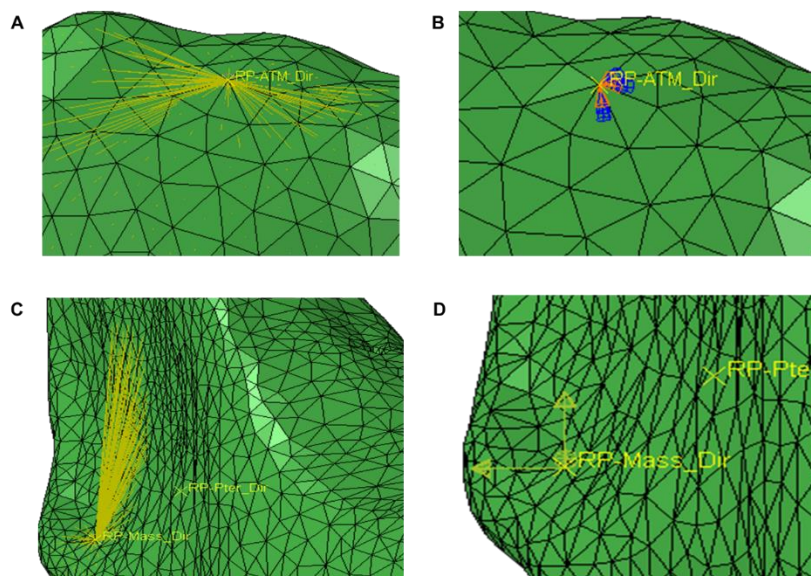 A
RP-ATM_Dir
B
RP-ATM_Dir
C
RP-Pter_Dir
RP-Mass_Dir
D
RP-Pte
RP-Mass_Dir